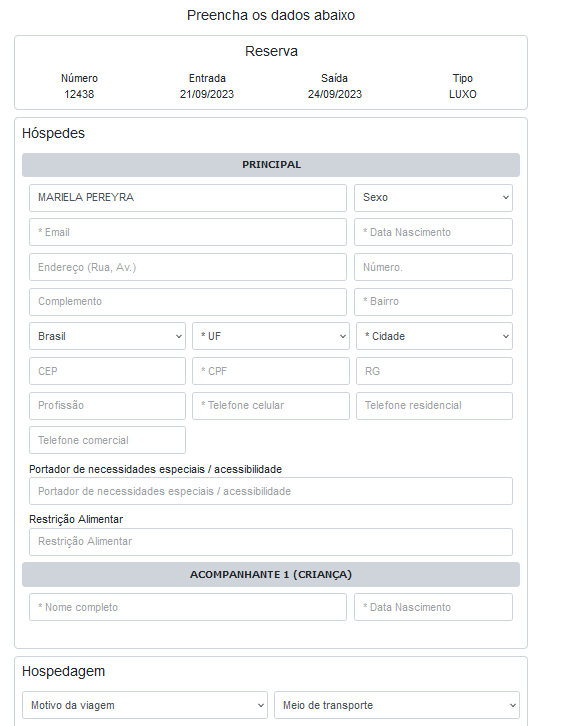 Preencha os dados abaixo
Reserva
Número Entrada Saída Tipo
12438 21/09/2023 24/09/2023 LUXO
Hóspedes
PRINCIPAL
MARIELA PEREYRA Sexo
* Email * Data Nascimento
Endereço (Rua, Av.) Número.
Complemento * Bairro
Brasil * UF * Cidade
CEP * CPF RG
Profissão * Telefone celular Telefone residencial
Telefone comercial
Portador de necessidades especiais / acessibilidade
Portador de necessidades especiais / acessibilidade
Restrição Alimentar
Restrição Alimentar
ACOMPANHANTE 1 (CRIANÇA)
* Nome completo * Data Nascimento
Hospedagem
Motivo da viagem Meio de transporte